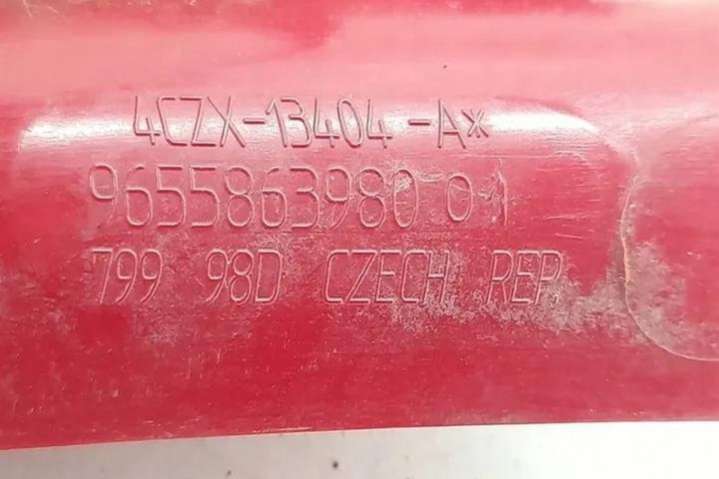 4CZX-13404-A*
9655863980 01
799 98D CZECH. REP.